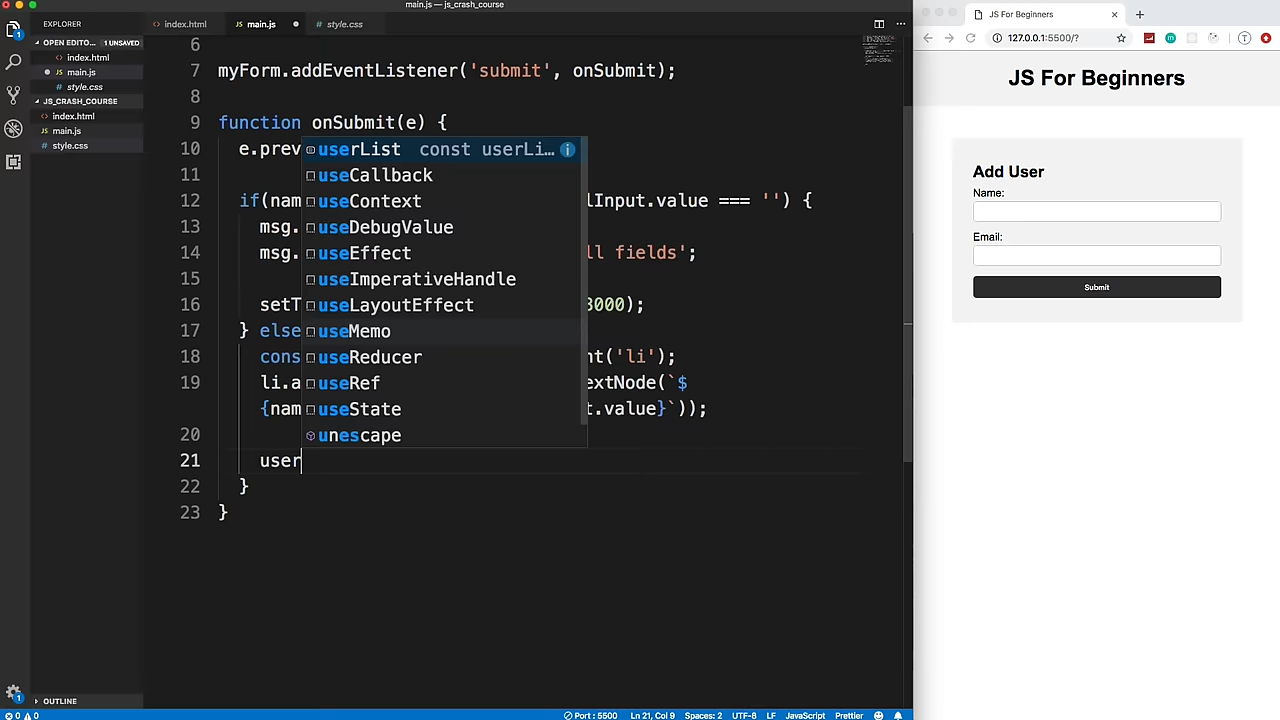 main.js — js_crash_course
EXPLORER
OPEN EDITO... 1 UNSAVED
index.html
main.js
style.css
JS_CRASH_COURSE
index.html
main.js
style.css
OUTLINE
index.html
main.js
style.css
6
7 myForm.addEventListener('submit', onSubmit);
8
9 function onSubmit(e) {
10 e.prev
11
12 if(nam lInput.value === '') {
13 msg.
14 msg. ll fields';
15
16 setT 3000);
17 } else
18 cons nt('li');
19 li.a extNode(`$
{nam t.value}`));
20
21 user
22 }
23 }
userList const userLi...
useCallback
useContext
useDebugValue
useEffect
useImperativeHandle
useLayoutEffect
useMemo
useReducer
useRef
useState
unescape
1
1
0 0
Port : 5500 Ln 21, Col 9 Spaces: 2 UTF-8 LF JavaScript Prettier
JS For Beginners
127.0.0.1:5500/?
JS For Beginners
Add User
Name:
Email:
Submit